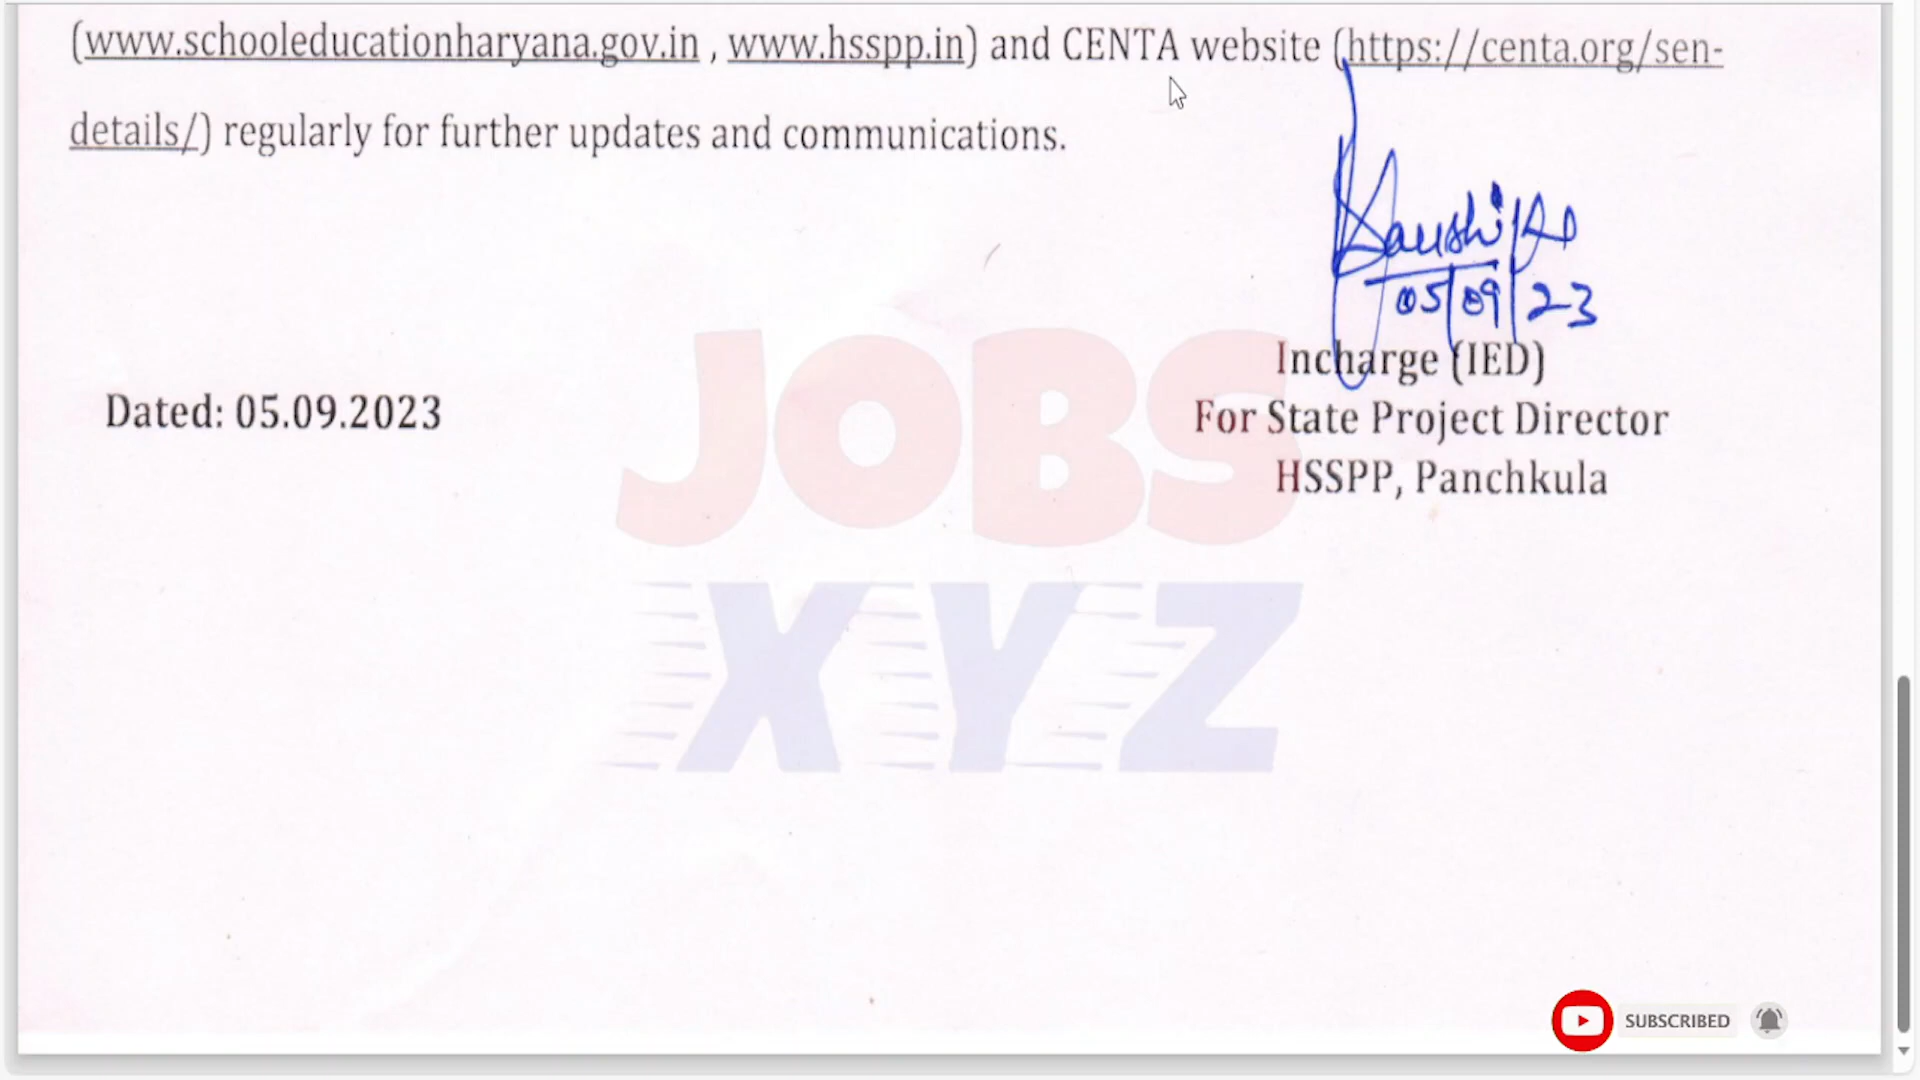 (www.schooleducationharyana.gov.in , www.hsspp.in) and CENTA website (https://centa.org/sen-
details/) regularly for further updates and communications.
05/09/23
Incharge (IED)
Dated: 05.09.2023
For State Project Director
HSSPP, Panchkula
JOBS
XYZ
SUBSCRIBED